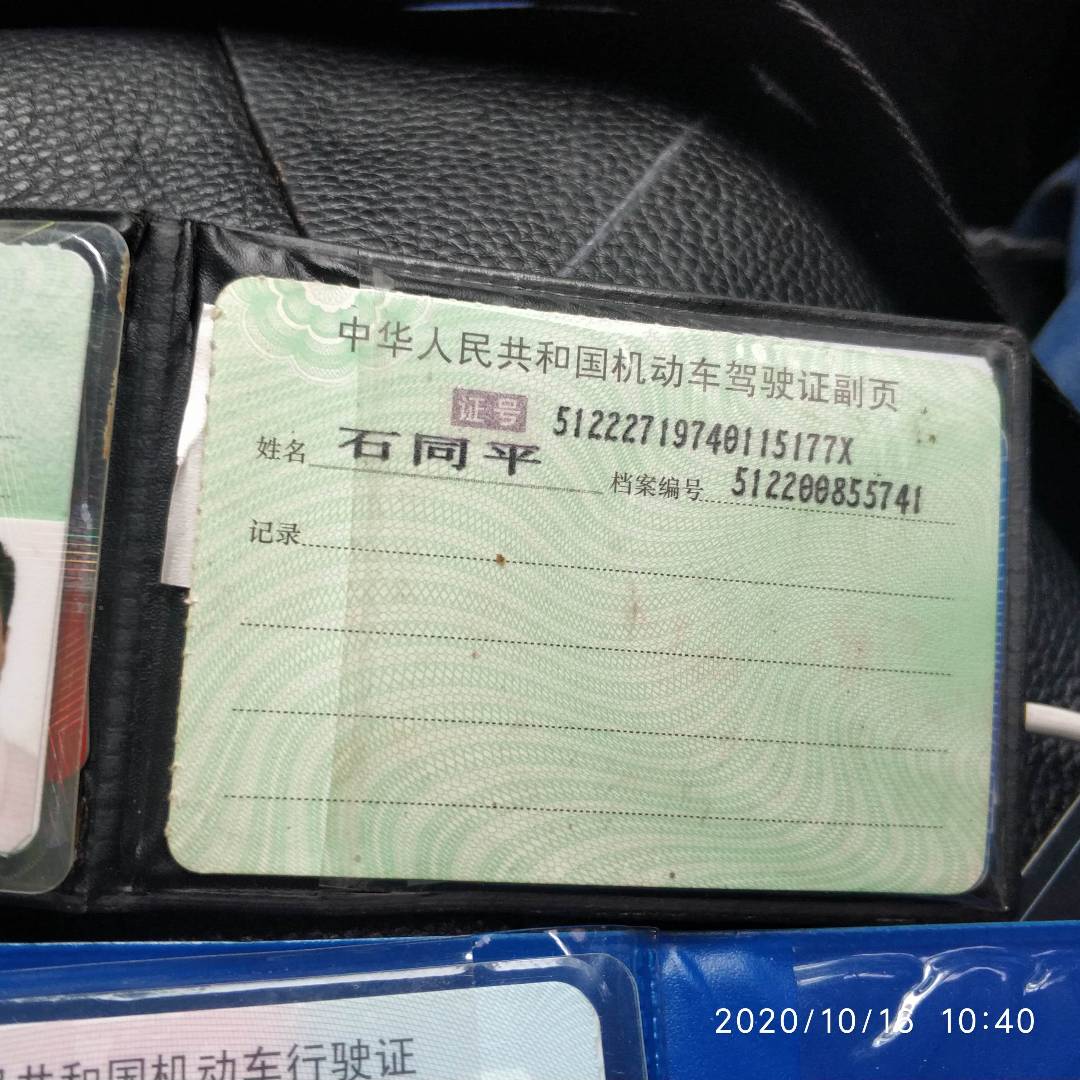 中华人民共和国机动车驾驶证副页
证号 51222719740115177X
姓名 石同平
档案编号 512200855741
记录
共和国机动车行驶证
2020/10/18 10:40